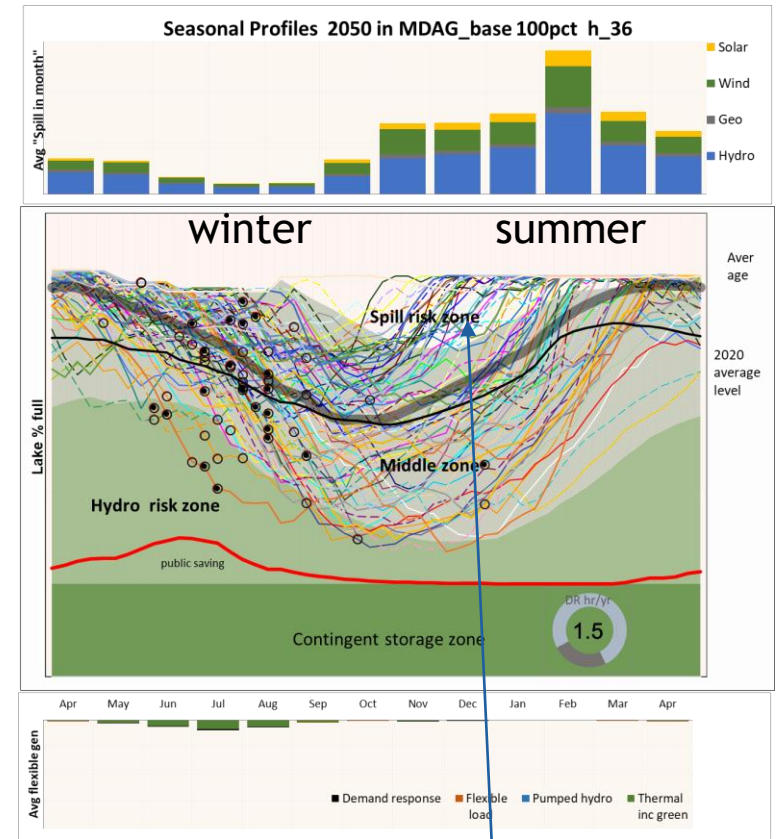 Seasonal Profiles 2050 in MDAG_base 100pct h_36
Avg "Spill in month"
Solar
Wind
Geo
Hydro
winter
summer
Aver
age
Spill risk zone
2020
average
level
Lake % full
Middle zone
Hydro risk zone
public saving
DR hr/yr
1.5
Contingent storage zone
Apr May Jun Jul Aug Sep Oct Nov Dec Jan Feb Mar Apr
Avg flexible gen
Demand response Flexible load Pumped hydro Thermal inc green